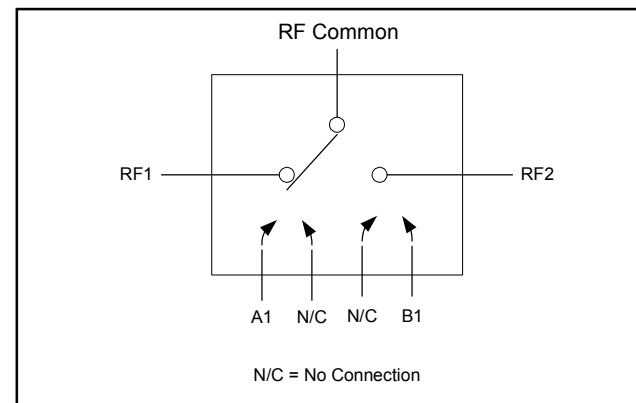 RF Common
RF1
RF2
A1 N/C N/C B1
N/C = No Connection